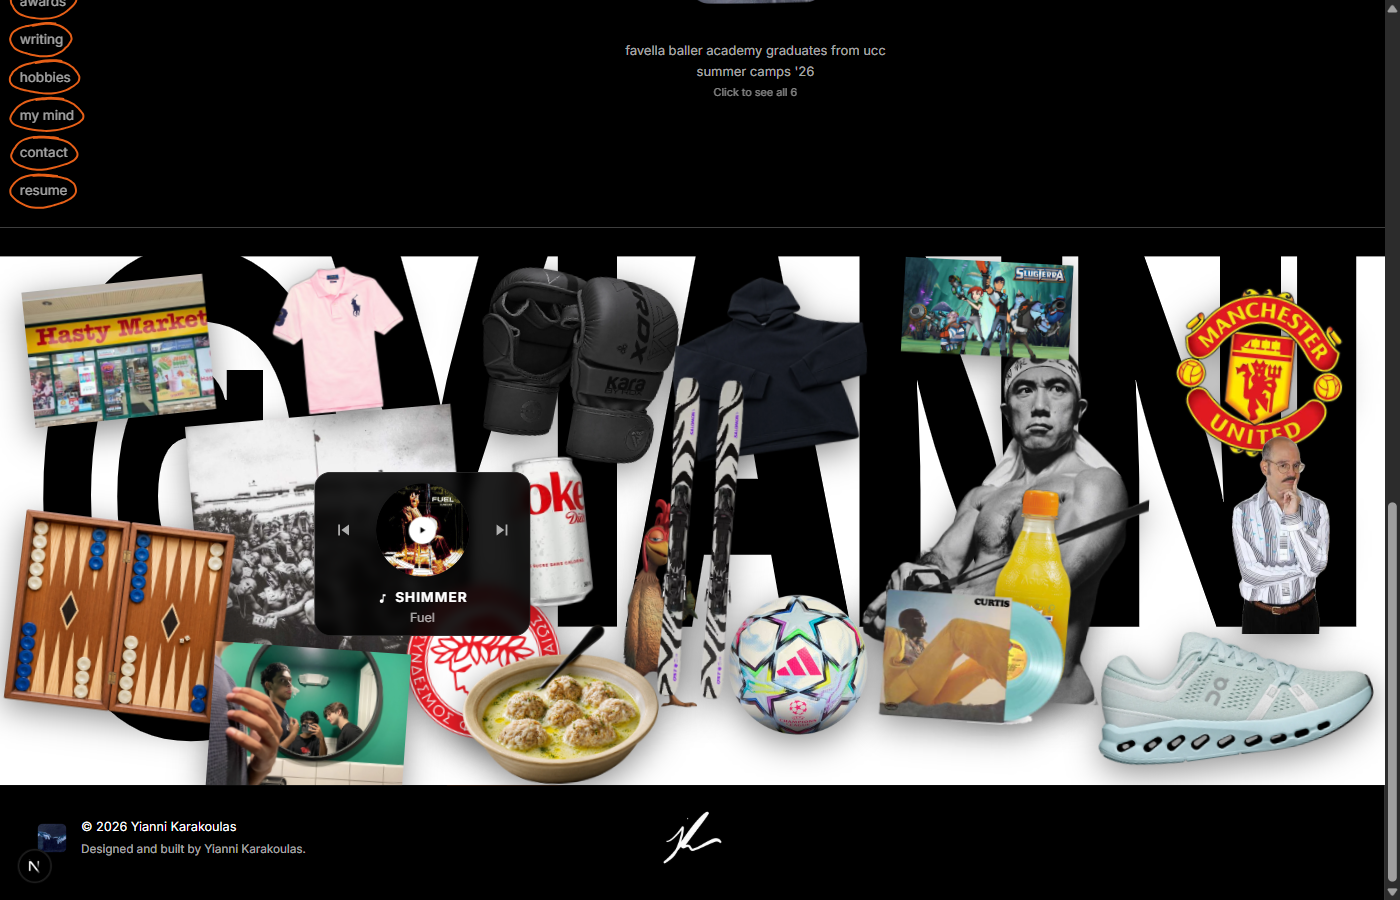 awards
writing
hobbies
my mind
contact
resume
favella baller academy graduates from ucc
summer camps '26
Click to see all 6
Hasty Market
RDX
Kara
SLUGTERRA
MANCHESTER
UNITED
oke
FUEL
SHIMMER
Fuel
CURTIS
© 2026 Yianni Karakoulas
Designed and built by Yianni Karakoulas.
N